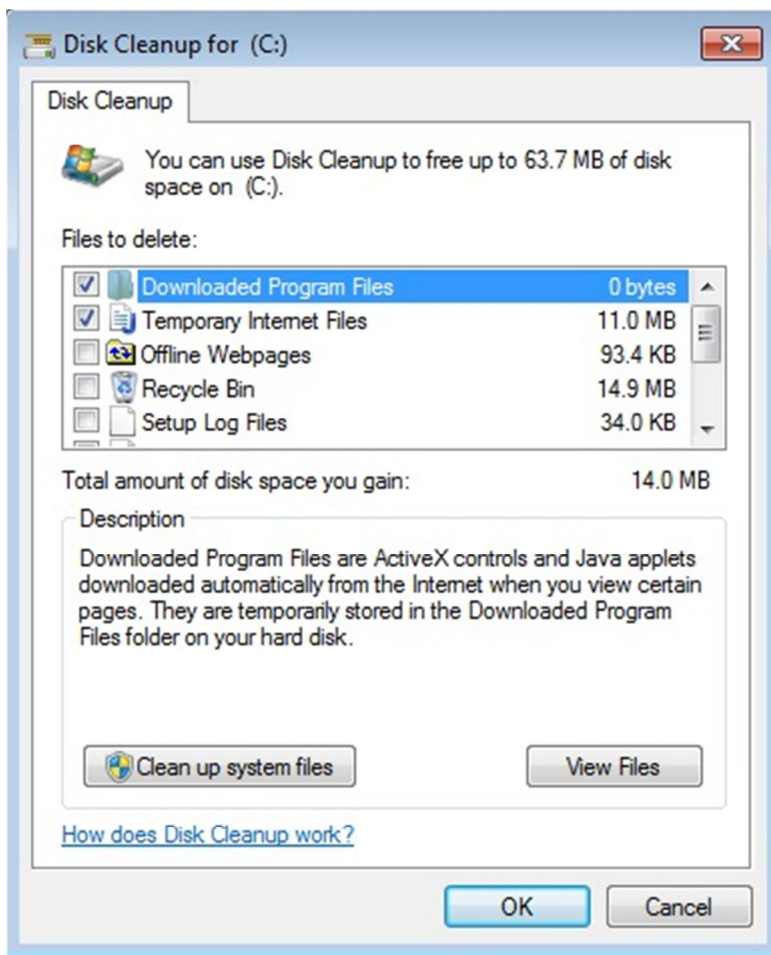 Disk Cleanup for (C:)
Disk Cleanup
You can use Disk Cleanup to free up to 63.7 MB of disk
space on (C:).
Files to delete:
Downloaded Program Files 0 bytes
Temporary Internet Files 11.0 MB
Offline Webpages 93.4 KB
Recycle Bin 14.9 MB
Setup Log Files 34.0 KB
Total amount of disk space you gain: 14.0 MB
Description
Downloaded Program Files are ActiveX controls and Java applets
downloaded automatically from the Internet when you view certain
pages. They are temporarily stored in the Downloaded Program
Files folder on your hard disk.
Clean up system files View Files
How does Disk Cleanup work?
OK Cancel